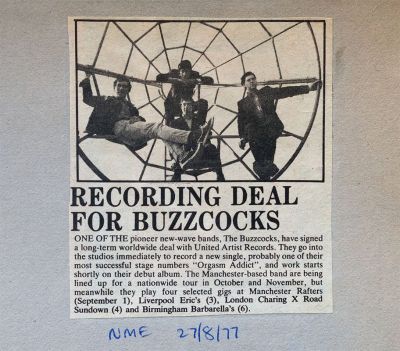 RECORDING DEAL
FOR BUZZCOCKS
ONE OF THE pioneer new-wave bands, The Buzzcocks, have signed
a long-term worldwide deal with United Artist Records. They go into
the studios immediately to record a new single, probably one of their
most successful stage numbers "Orgasm Addict", and work starts
shortly on their debut album. The Manchester-based band are being
lined up for a nationwide tour in October and November, but
meanwhile they play four selected gigs at Manchester Rafters
(September 1), Liverpool Eric's (3), London Charing X Road
Sundown (4) and Birmingham Barbarella's (6).
NME 27/8/77